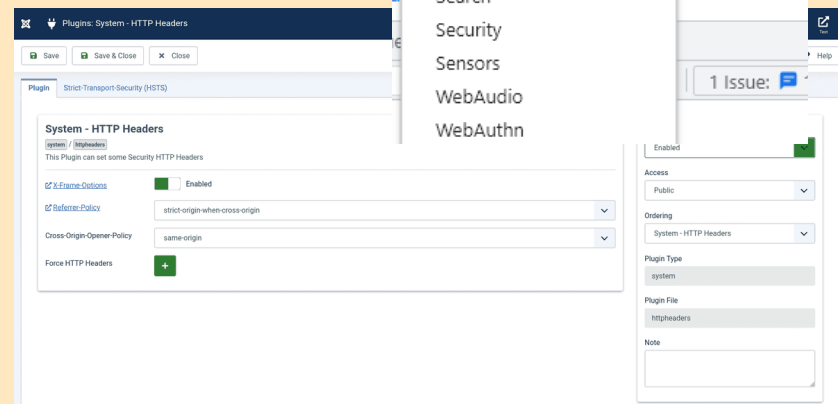 Plugins: System - HTTP Headers
Test
Save
Save & Close
Close
Help
Plugin
Strict-Transport-Security (HSTS)
Security
Sensors
WebAudio
WebAuthn
1 Issue:
System - HTTP Headers
system / httpheaders
This Plugin can set some Security HTTP Headers
X-Frame-Options
Enabled
Referrer-Policy
strict-origin-when-cross-origin
Cross-Origin-Opener-Policy
same-origin
Force HTTP Headers
+
Enabled
Access
Public
Ordering
System - HTTP Headers
Plugin Type
system
Plugin File
httpheaders
Note